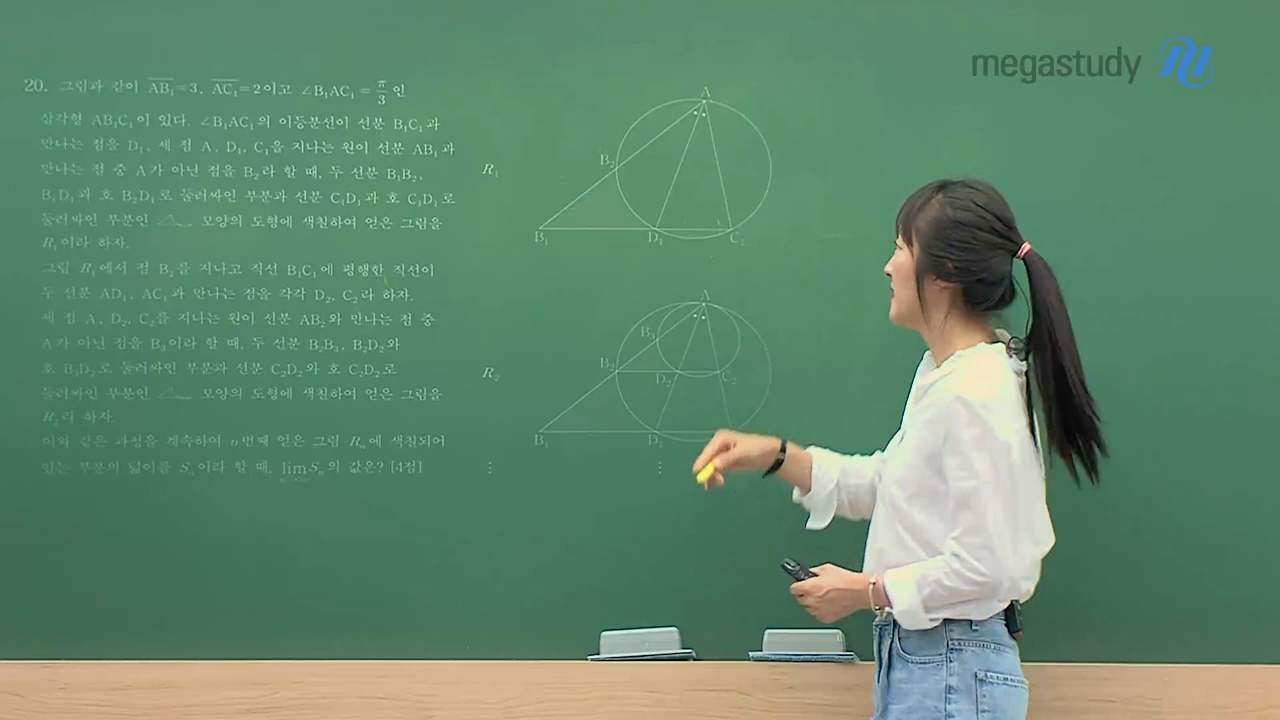 megastudy
20. 그림과 같이 AB₁=3, AC₁=2이고 ∠B₁AC₁ = π/3 인
삼각형 AB₁C₁이 있다. ∠B₁AC₁의 이등분선이 선분 B₁C₁과
만나는 점을 D₁, 세 점 A, D₁, C₁을 지나는 원이 선분 AB₁과
만나는 점 중 A가 아닌 점을 B₂라 할 때, 두 선분 B₁B₂,
B₁D₁과 호 B₂D₁로 둘러싸인 부분과 선분 C₁D₁과 호 C₁D₁로
둘러싸인 부분인 모양의 도형에 색칠하여 얻은 그림을
R₁이라 하자.
그림 R₁에서 점 B₂를 지나고 직선 B₁C₁에 평행한 직선이
두 선분 AD₁, AC₁과 만나는 점을 각각 D₂, C₂라 하자.
세 점 A, D₂, C₂를 지나는 원이 선분 AB₂와 만나는 점 중
A가 아닌 점을 B₃이라 할 때, 두 선분 B₂B₃, B₂D₂와
호 B₃D₂로 둘러싸인 부분과 선분 C₂D₂와 호 C₂D₂로
둘러싸인 부분인 모양의 도형에 색칠하여 얻은 그림을
R₂라 하자.
이와 같은 과정을 계속하여 n번째 얻은 그림 Rₙ에 색칠되어
있는 부분의 넓이를 Sₙ이라 할 때, lim Sₙ의 값은? [4점]
A
B₂
R₁
B₁ D₁ C₁
A
B₃
B₂
R₂
D₂ C₂
B₁ D₁
⋮ ⋮